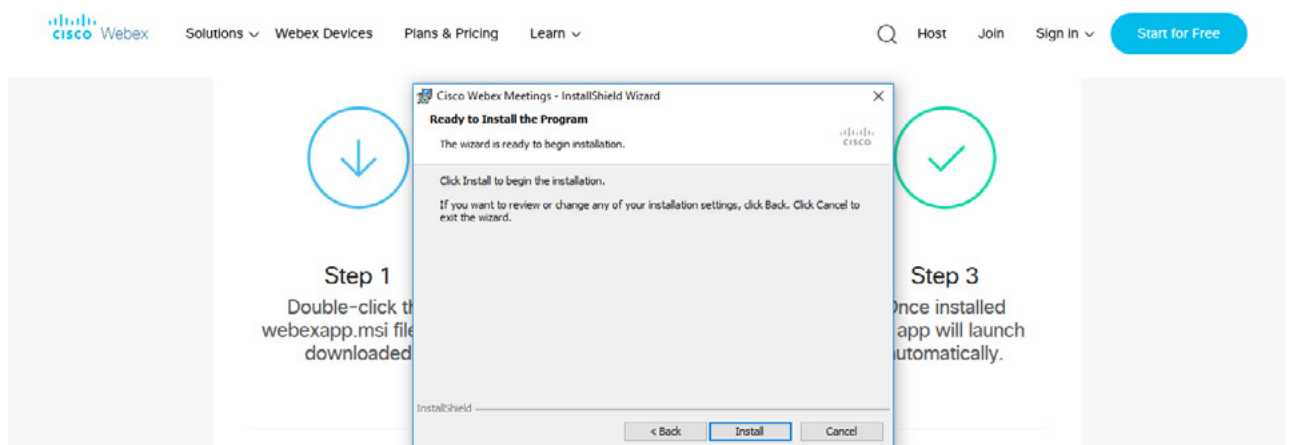 cisco Webex Solutions Webex Devices Plans & Pricing Learn Host Join Sign in Start for Free
Cisco Webex Meetings - InstallShield Wizard
Ready to Install the Program
The wizard is ready to begin installation.
cisco
Click Install to begin the installation.
If you want to review or change any of your installation settings, click Back. Click Cancel to
exit the wizard.
InstallShield
< Back Install Cancel
Step 1
Double-click
webexapp.msi
downloaded
Step 3
installed
app will launch
automatically.